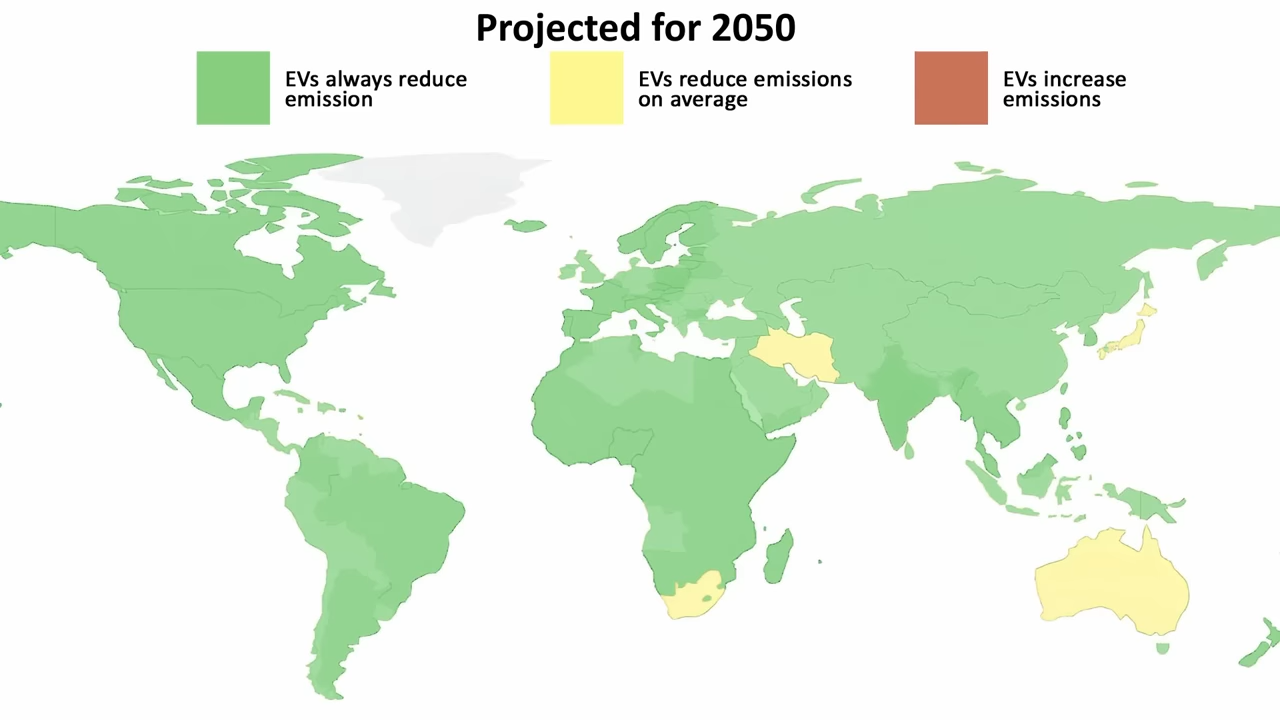 Projected for 2050
EVs always reduce
emission
EVs reduce emissions
on average
EVs increase
emissions